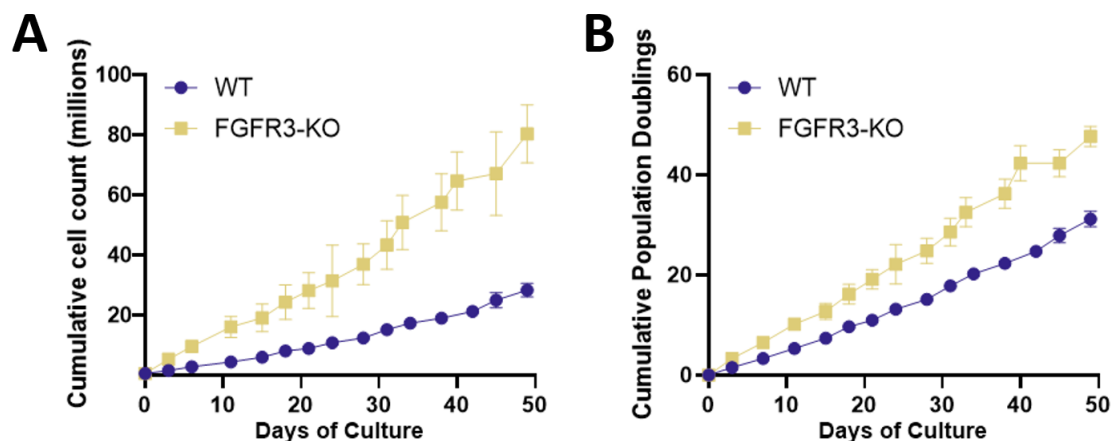 A
Cumulative cell count (millions)
100
80
60
40
20
WT
FGFR3-KO
0
10
20
30
40
50
Days of Culture
B
Cumulative Population Doublings
60
40
20
0
WT
FGFR3-KO
0
10
20
30
40
50
Days of Culture